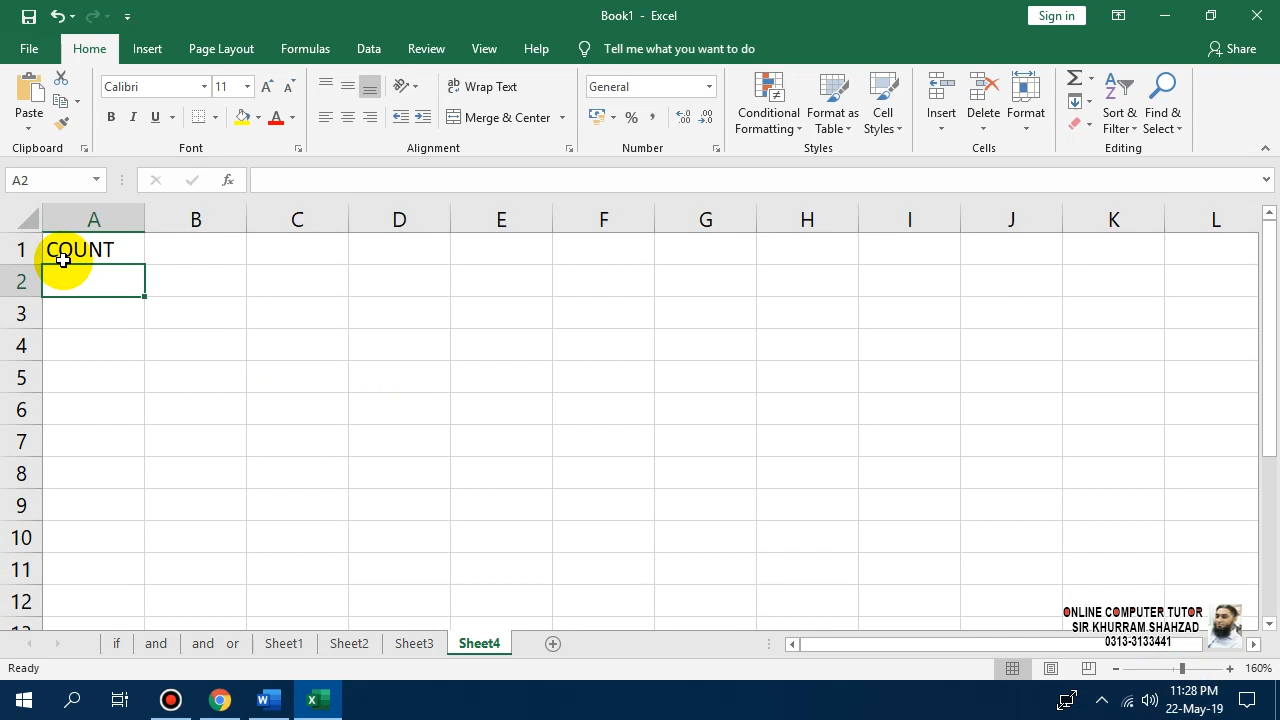 Book1 - Excel
Sign in
File Home Insert Page Layout Formulas Data Review View Help Tell me what you want to do Share
Paste
Calibri 11
B I U
Wrap Text
Merge & Center
General
Conditional Formatting
Format as Table
Cell Styles
Insert Delete Format
Sort & Filter
Find & Select
Clipboard Font Alignment Number Styles Cells Editing
A2
fx
A B C D E F G H I J K L
1 COUNT
2
3
4
5
6
7
8
9
10
11
12
ONLINE COMPUTER TUTOR
SIR KHURRAM SHAHZAD
0313-3133441
if and and or Sheet1 Sheet2 Sheet3 Sheet4
Ready
160%
11:28 PM
22-May-19